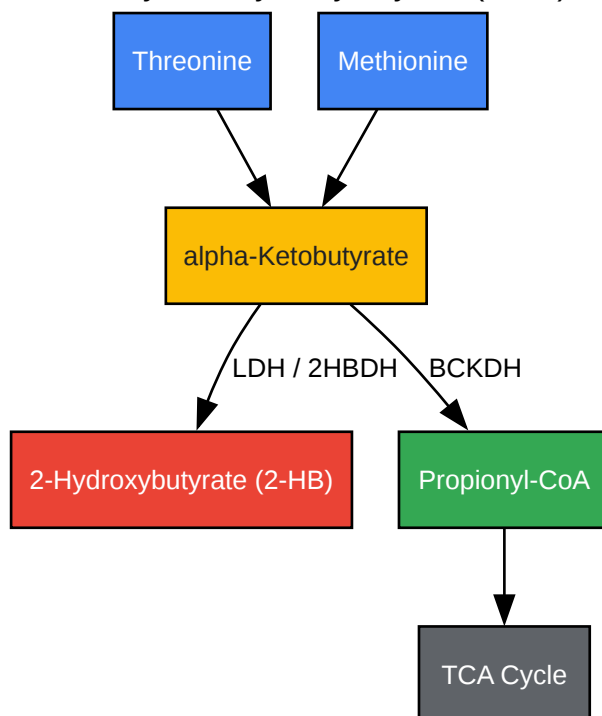 Threonine
Methionine
alpha-Ketobutyrate
LDH / 2HBDH
BCKDH
2-Hydroxybutyrate (2-HB)
Propionyl-CoA
TCA Cycle